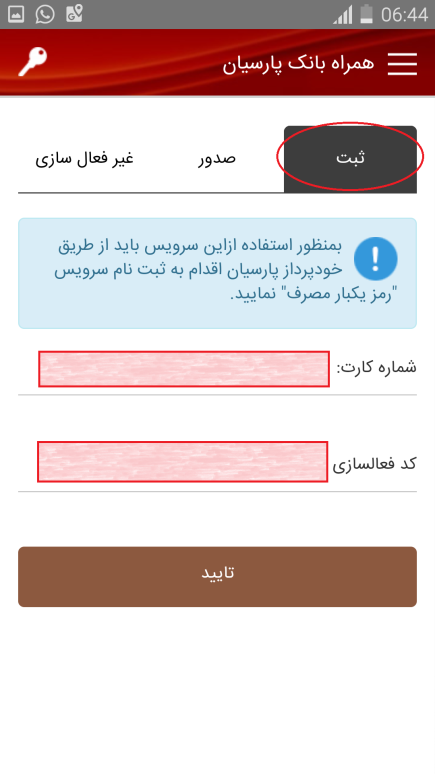 06:44
همراه بانک پارسیان
ثبت
صدور
غیر فعال سازی
بمنظور استفاده ازاین سرویس باید از طریق
خودپرداز پارسیان اقدام به ثبت نام سرویس
"رمز یکبار مصرف" نمایید.
شماره کارت:
کد فعالسازی
تایید